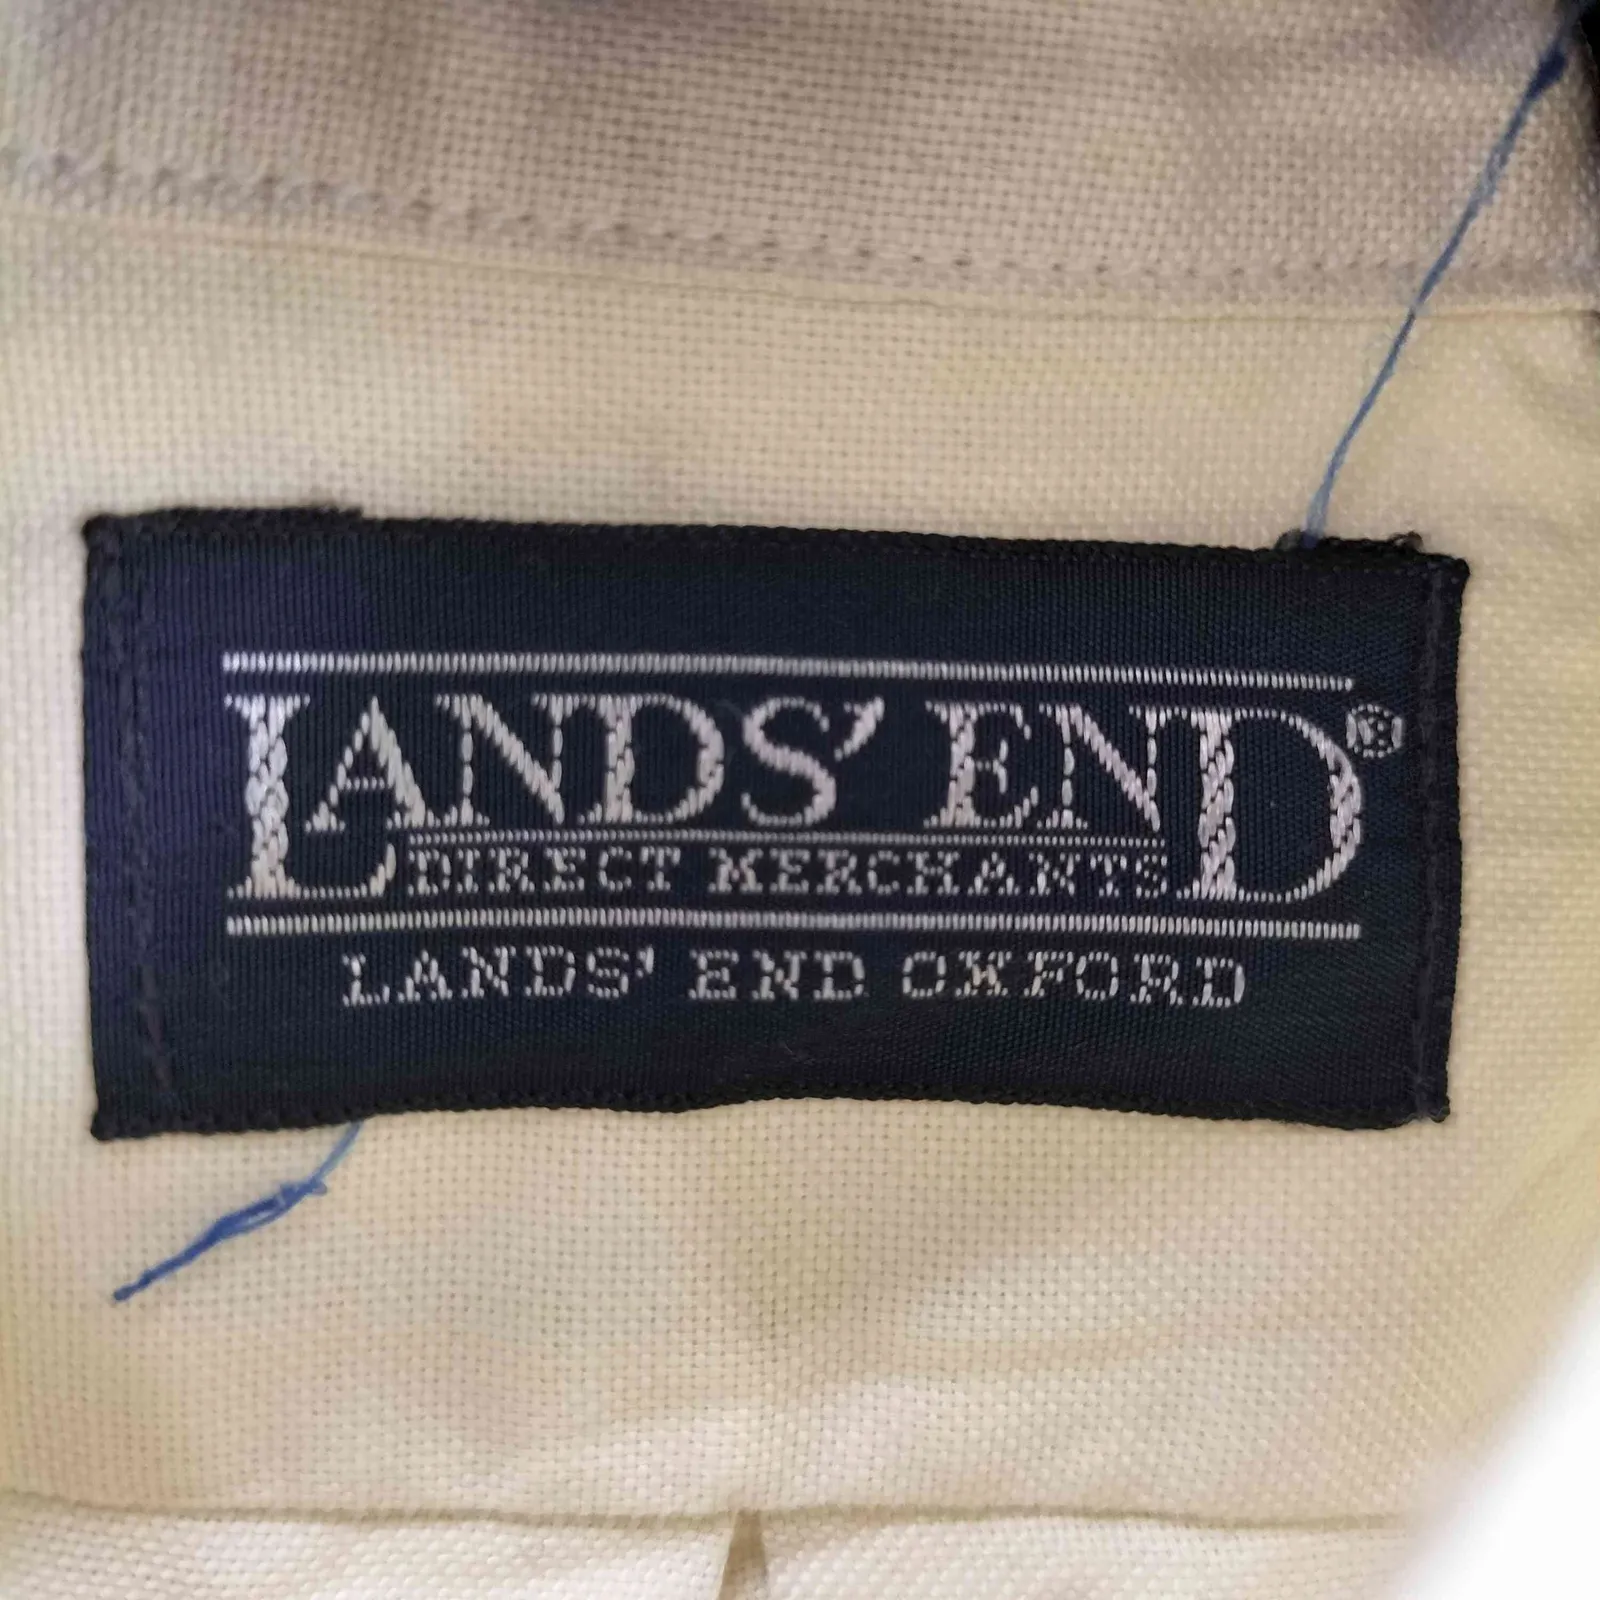 LANDS' END®
DIRECT MERCHANTS
LANDS' END OXFORD